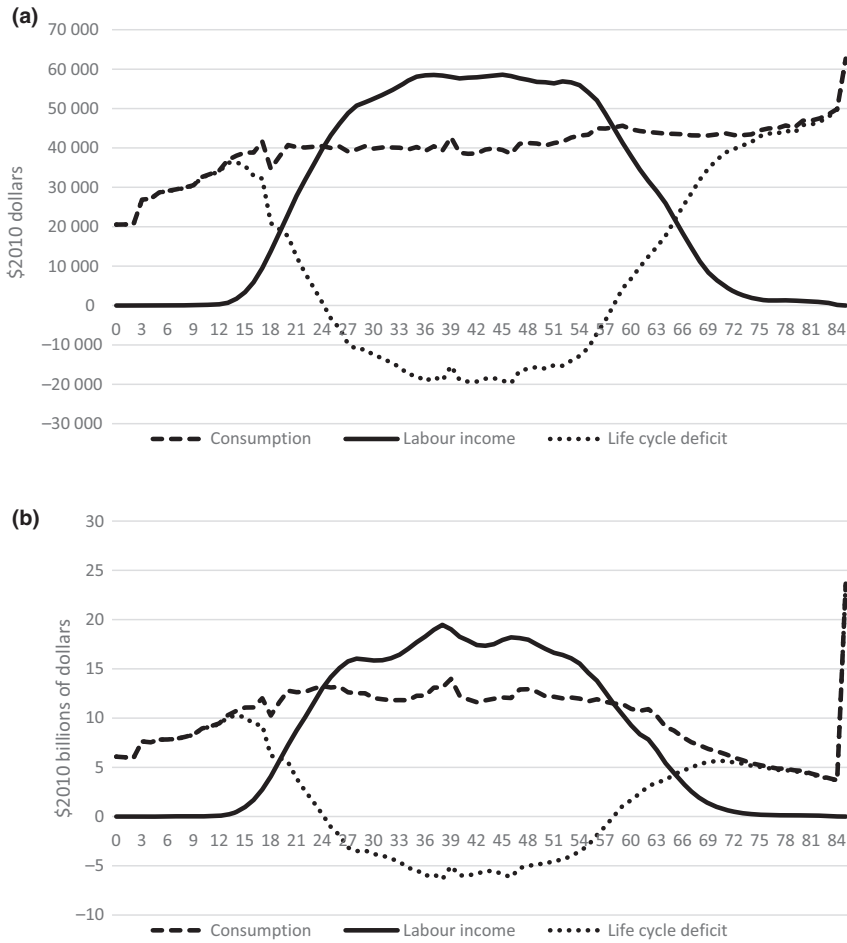 (a)
70 000
60 000
50 000
40 000
30 000
20 000
10 000
0
−10 000
−20 000
−30 000
$2010 dollars
0 3 6 9 12 15 18 21 24 27 30 33 36 39 42 45 48 51 54 57 60 63 66 69 72 75 78 81 84
Consumption Labour income Life cycle deficit
(b)
30
25
20
15
10
5
0
−5
−10
$2010 billions of dollars
0 3 6 9 12 15 18 21 24 27 30 33 36 39 42 45 48 51 54 57 60 63 66 69 72 75 78 81 84
Consumption Labour income Life cycle deficit